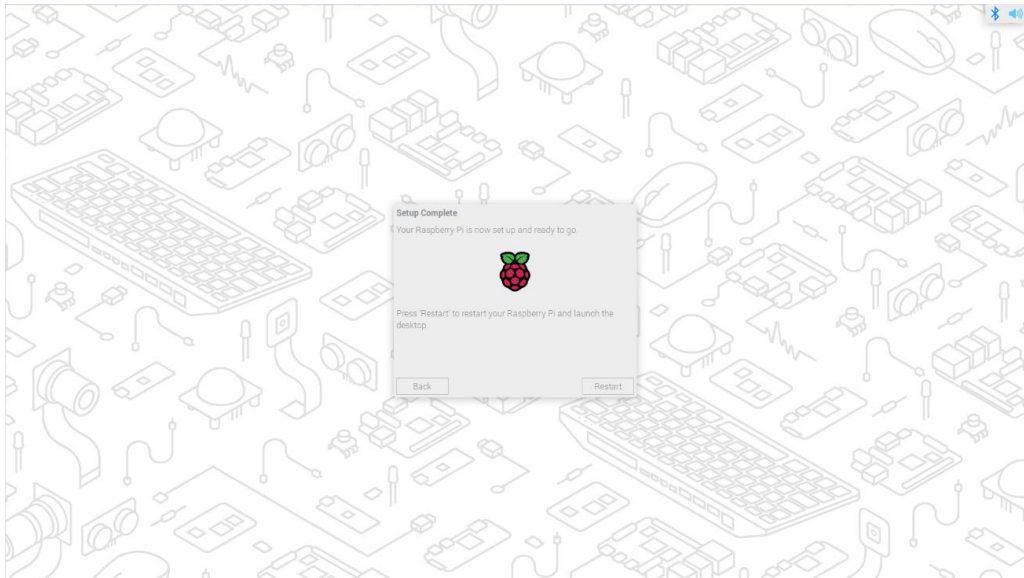 Setup Complete
Your Raspberry Pi is now set up and ready to go.
Press 'Restart' to restart your Raspberry Pi and launch the
desktop.
Back
Restart